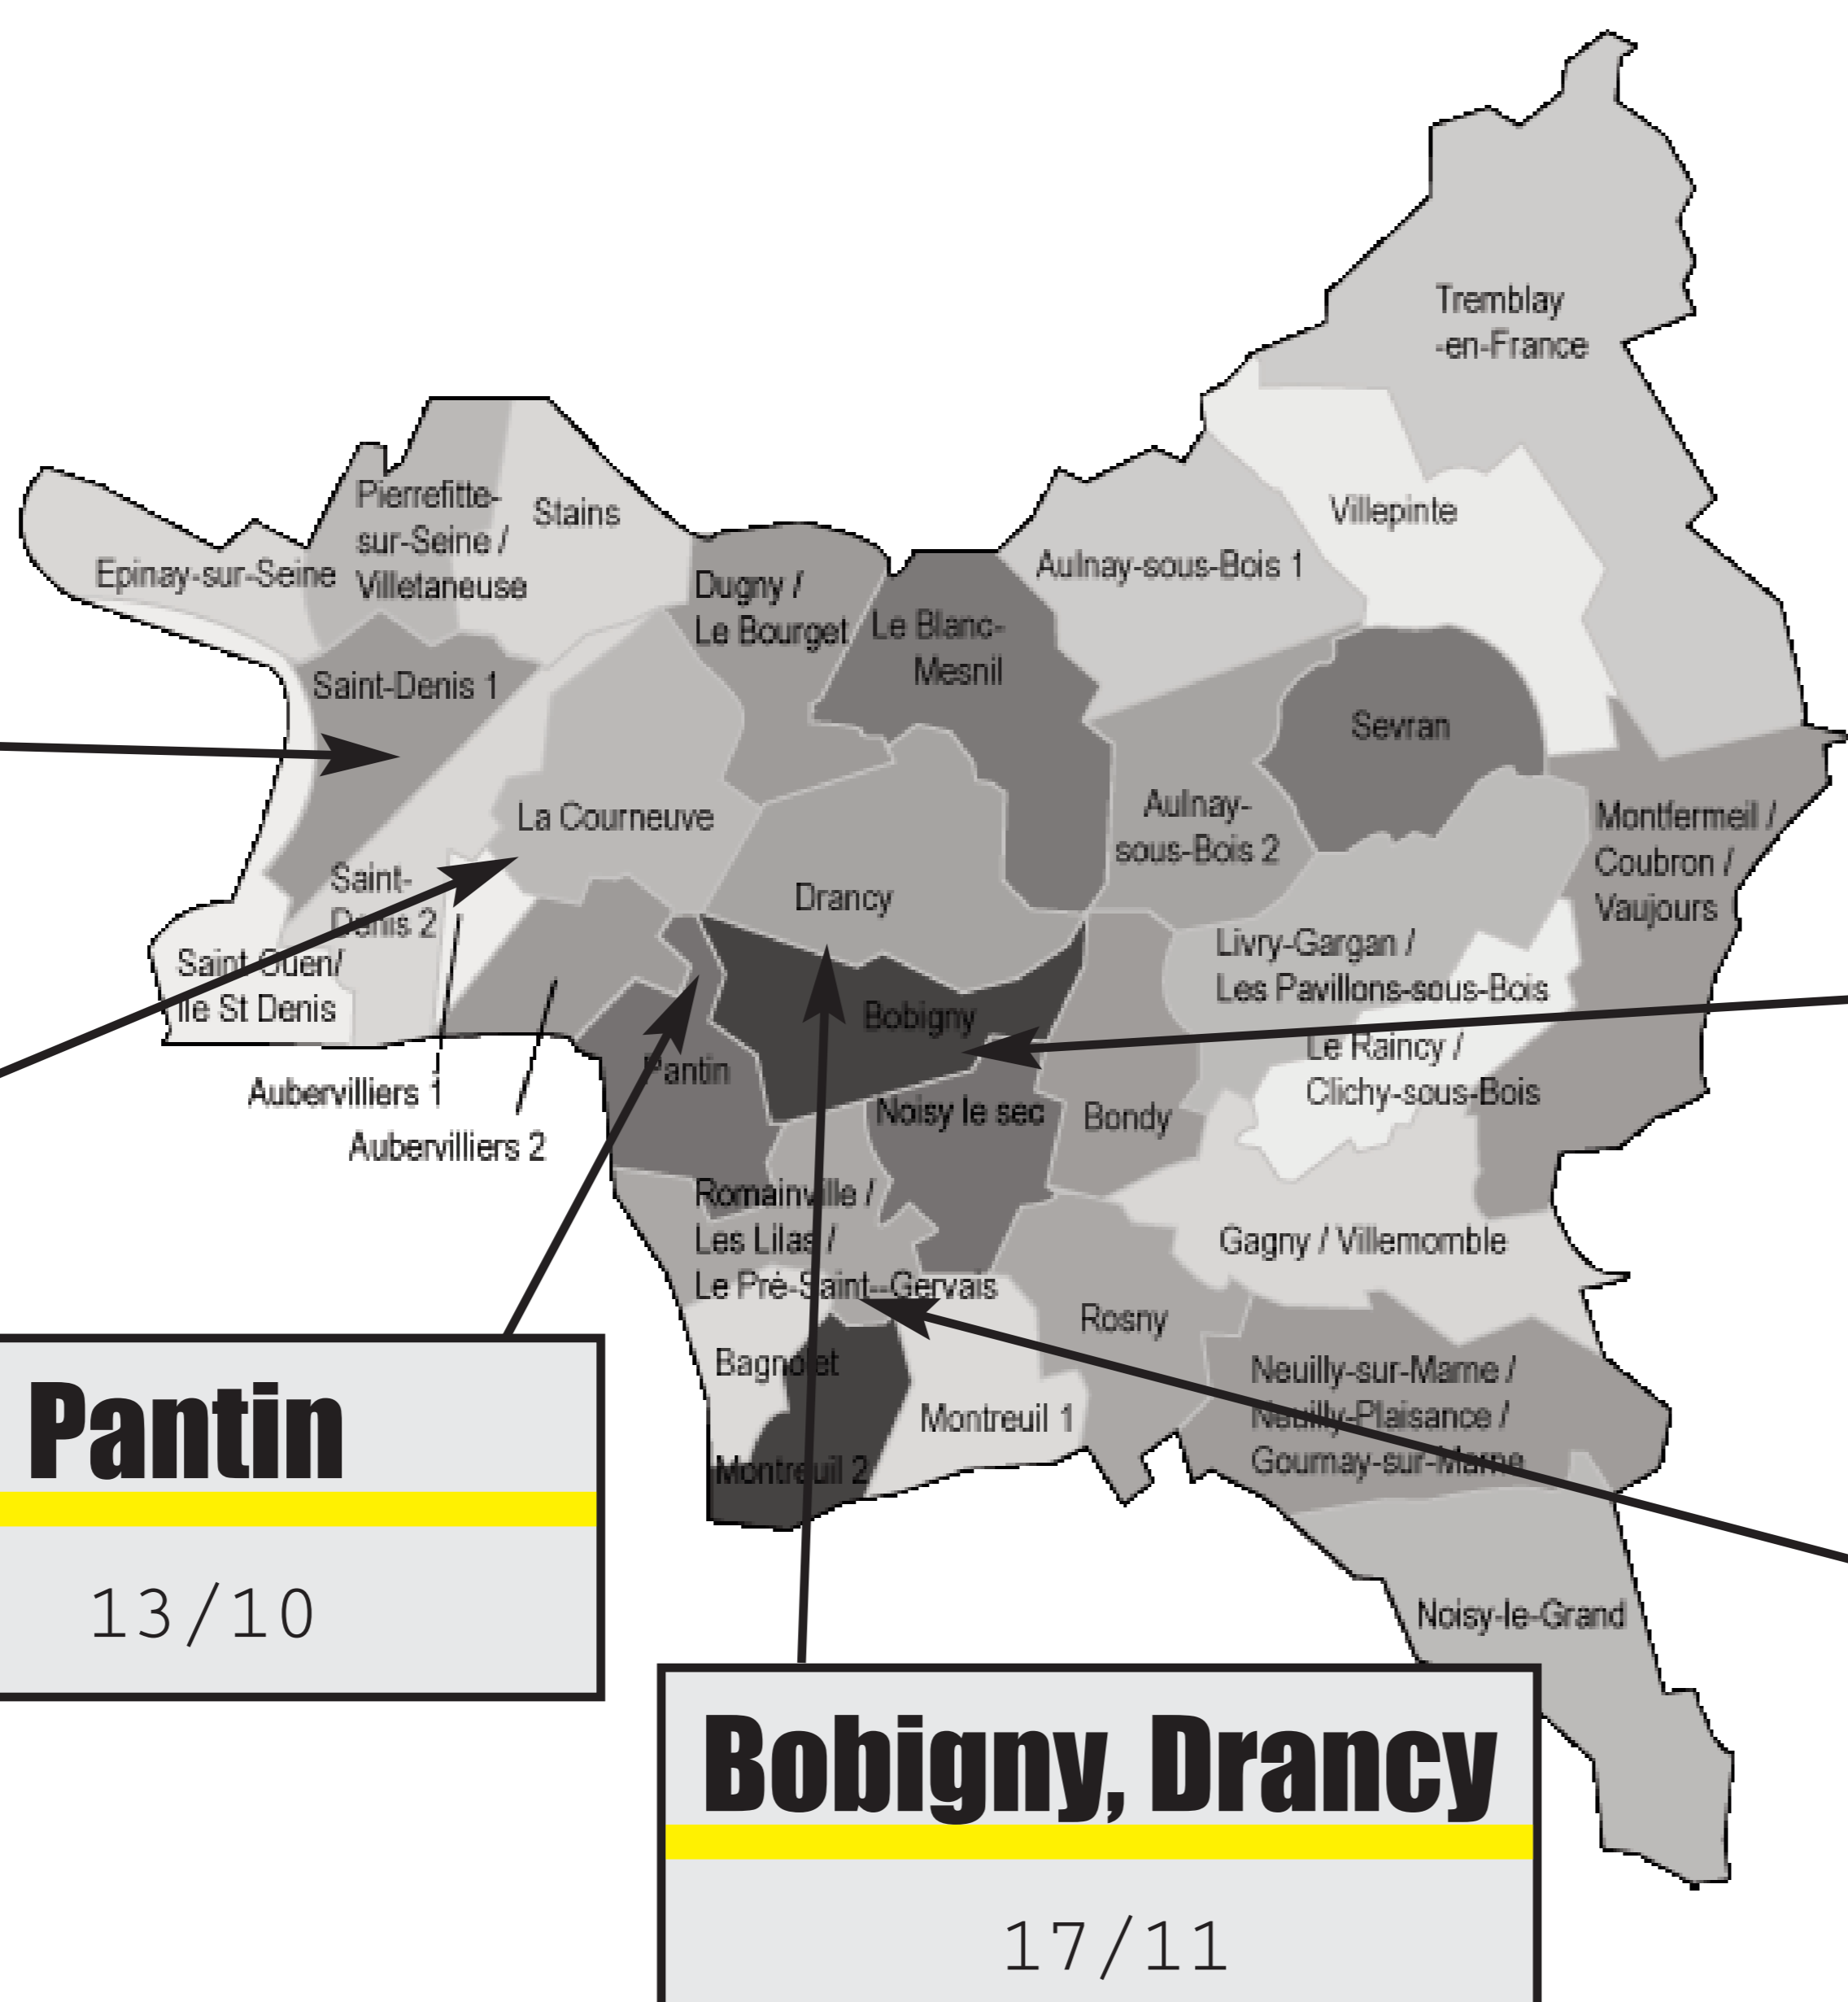 Tremblay
-en-France
Pierrefitte-
sur-Seine /
Villetaneuse
Stains
Villepinte
Epinay-sur-Seine
Aulnay-sous-Bois 1
Dugny /
Le Bourget
Le Blanc-
Mesnil
Saint-Denis 1
Sevran
La Courneuve
Aulnay-
sous-Bois 2
Montfermeil /
Coubron /
Vaujours
Saint-
Denis 2
Drancy
Livry-Gargan /
Les Pavillons-sous-Bois
Saint Ouen/
Ile St Denis
Bobigny
Le Raincy /
Clichy-sous-Bois
Pantin
Aubervilliers 1
Aubervilliers 2
Noisy le sec
Bondy
Romainville /
Les Lilas /
Le Pré-Saint--Gervais
Gagny / Villemomble
Rosny
Bagnolet
Montreuil 1
Montreuil 2
Neuilly-sur-Marne /
Neuilly-Plaisance /
Gournay-sur-Marne
Noisy-le-Grand
Pantin
13/10
Bobigny, Drancy
17/11